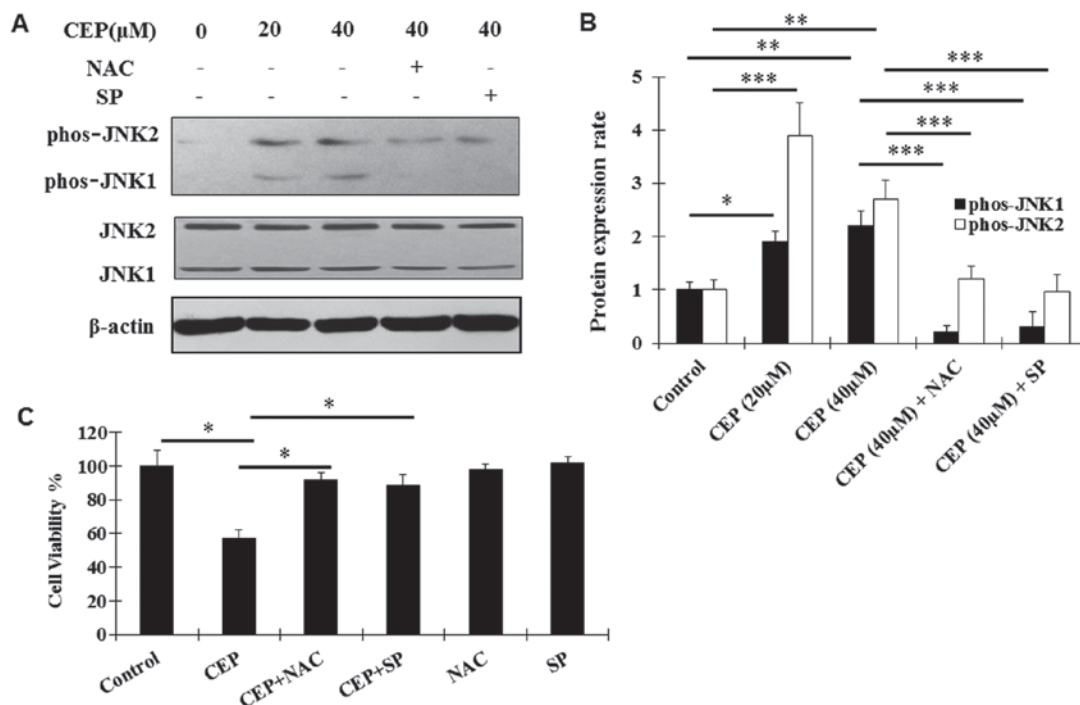 A
CEP(μM) 0 20 40 40 40
NAC - - - + -
SP - - - - +
phos-JNK2
phos-JNK1
JNK2
JNK1
β-actin
B
** ***
** ***
*** ***
* ***
Protein expression rate
5
4
3
2
1
0
phos-JNK1
phos-JNK2
Control
CEP (20μM)
CEP (40μM)
CEP (40μM) + NAC
CEP (40μM) + SP
C
*
* *
Cell Viability %
120
100
80
60
40
20
0
Control
CEP
CEP+NAC
CEP+SP
NAC
SP